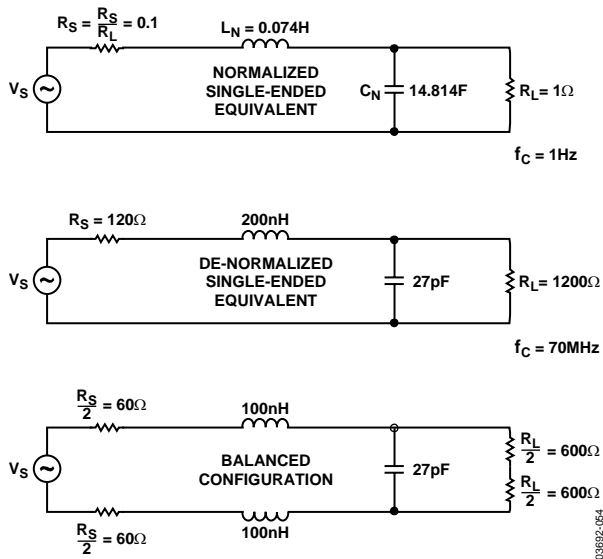 R_S = R_S/R_L = 0.1
L_N = 0.074H
V_S
NORMALIZED
SINGLE-ENDED
EQUIVALENT
C_N
14.814F
R_L= 1Ω
f_C = 1Hz
R_S = 120Ω
200nH
V_S
DE-NORMALIZED
SINGLE-ENDED
EQUIVALENT
27pF
R_L= 1200Ω
f_C = 70MHz
R_S/2 = 60Ω
100nH
V_S
BALANCED
CONFIGURATION
27pF
R_L/2 = 600Ω
R_L/2 = 600Ω
R_S/2 = 60Ω
100nH
03692-054